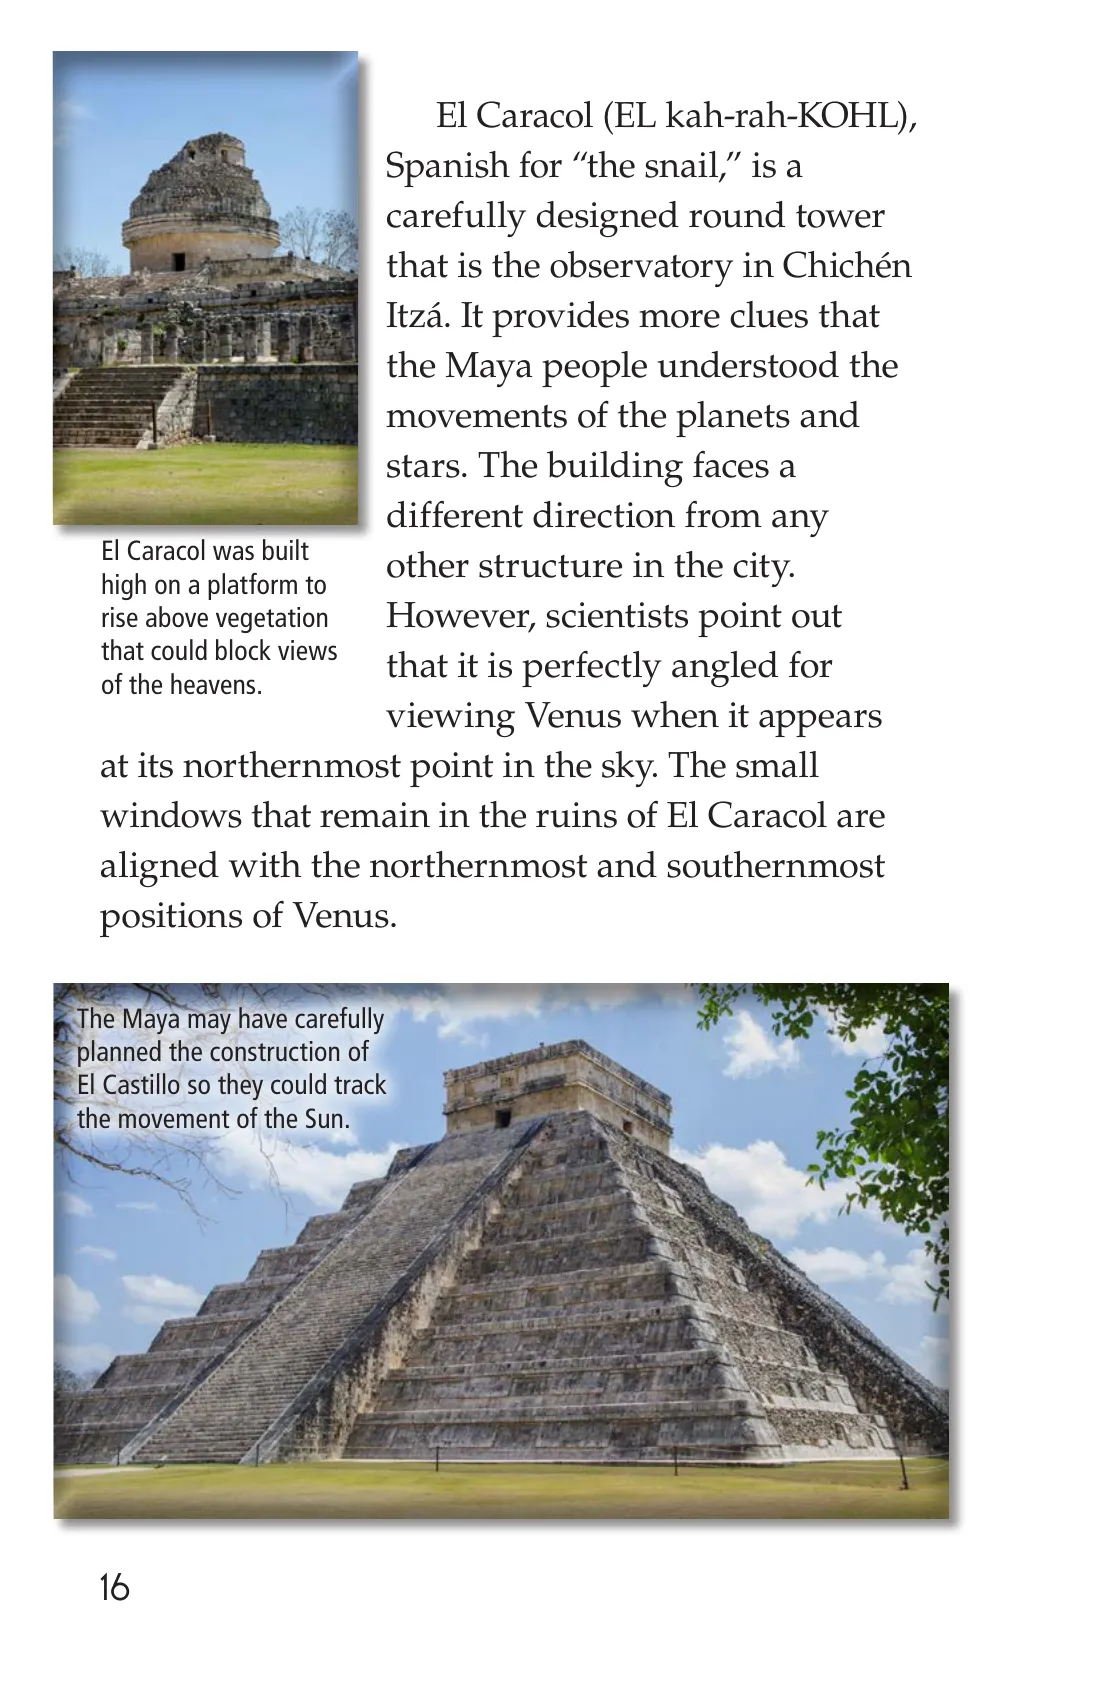 El Caracol (EL kah-rah-KOHL),
Spanish for “the snail,” is a
carefully designed round tower
that is the observatory in Chichén
Itzá. It provides more clues that
the Maya people understood the
movements of the planets and
stars. The building faces a
different direction from any
other structure in the city.
However, scientists point out
that it is perfectly angled for
viewing Venus when it appears
at its northernmost point in the sky. The small
windows that remain in the ruins of El Caracol are
aligned with the northernmost and southernmost
positions of Venus.
El Caracol was built
high on a platform to
rise above vegetation
that could block views
of the heavens.
The Maya may have carefully
planned the construction of
El Castillo so they could track
the movement of the Sun.
16